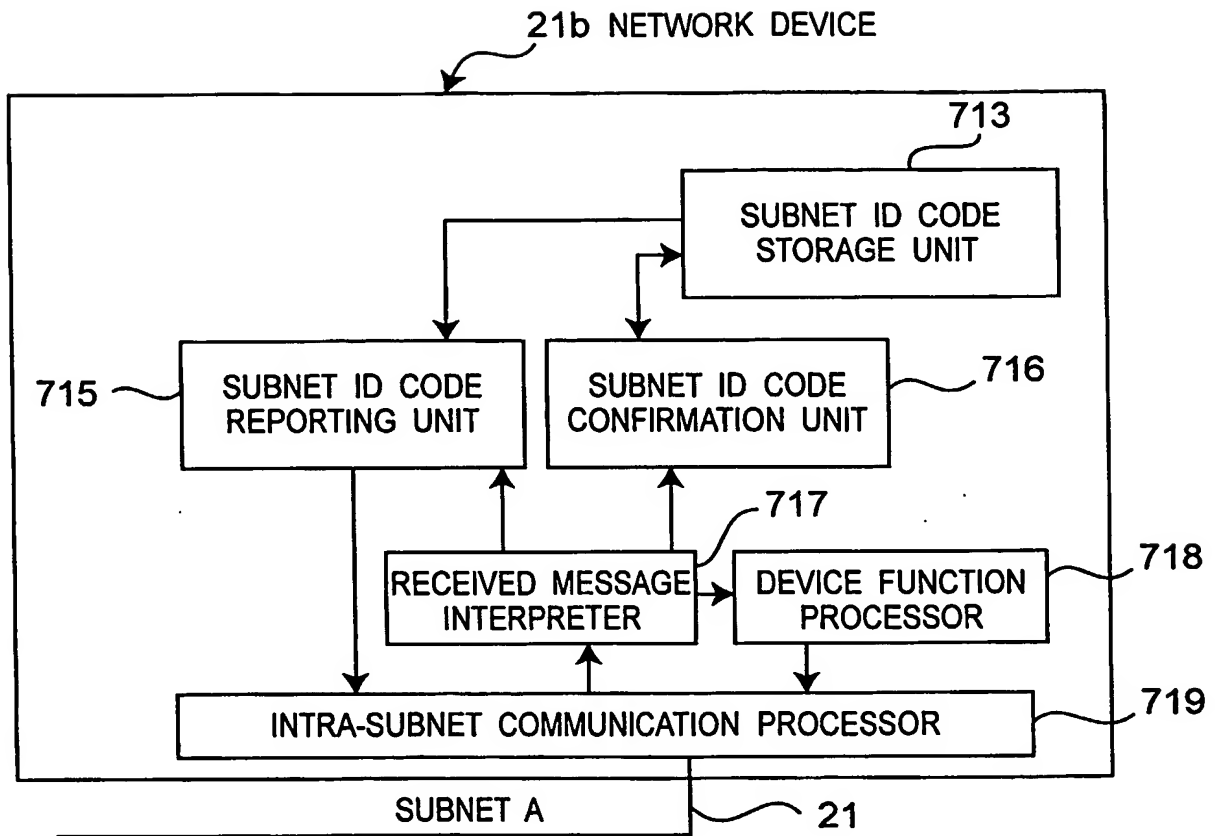 21b NETWORK DEVICE
713
SUBNET ID CODE
STORAGE UNIT
715
SUBNET ID CODE
REPORTING UNIT
SUBNET ID CODE
CONFIRMATION UNIT
716
717
RECEIVED MESSAGE
INTERPRETER
DEVICE FUNCTION
PROCESSOR
718
INTRA-SUBNET COMMUNICATION PROCESSOR
719
SUBNET A
21